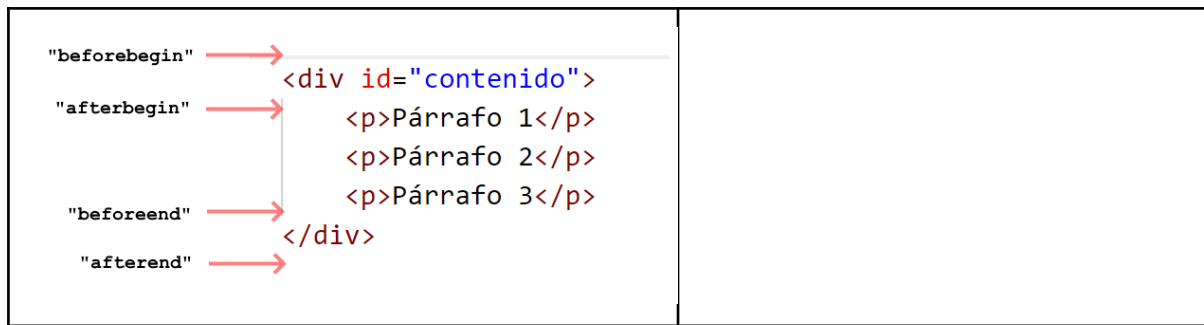 "beforebegin"
<div id="contenido">
"afterbegin"
<p>Párrafo 1</p>
<p>Párrafo 2</p>
<p>Párrafo 3</p>
"beforeend"
</div>
"afterend"